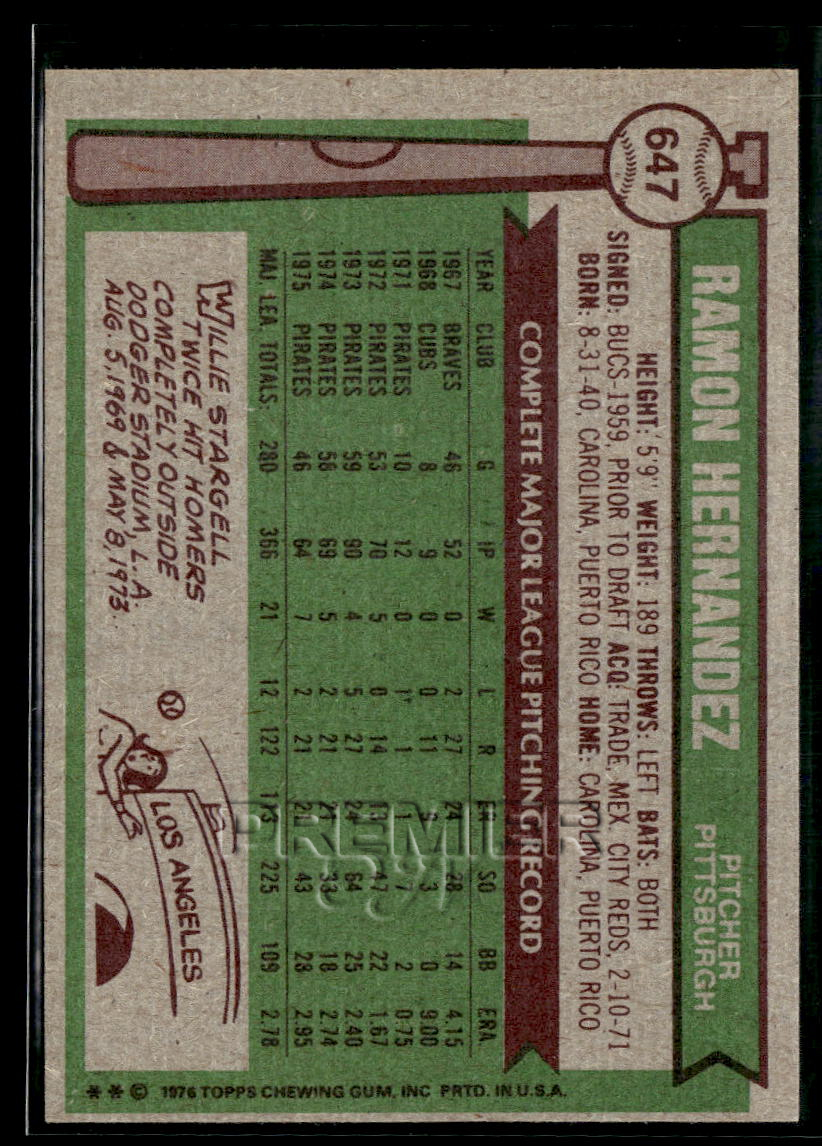 647
T
RAMON HERNANDEZ
PITCHER
PITTSBURGH
HEIGHT: 5'9" WEIGHT: 189 THROWS: LEFT BATS: BOTH
SIGNED: BUCS-1959, PRIOR TO DRAFT ACQ: TRADE, MEX. CITY REDS, 2-10-71
BORN: 8-31-40, CAROLINA, PUERTO RICO HOME: CAROLINA, PUERTO RICO
COMPLETE MAJOR LEAGUE PITCHING RECORD
YEAR CLUB G IP W L R ER SO BB ERA
1967 BRAVES 46 52 0 2 27 24 28 14 4.15
1968 CUBS 8 9 0 0 11 9 3 0 9.00
1971 PIRATES 10 12 0 1 1 1 7 2 0.75
1972 PIRATES 53 70 5 0 14 13 47 22 1.67
1973 PIRATES 59 90 4 5 27 24 64 25 2.40
1974 PIRATES 58 69 5 2 21 21 33 18 2.74
1975 PIRATES 46 64 7 2 21 21 43 28 2.95
MAJ. LEA. TOTALS: 280 366 21 12 122 113 225 109 2.78
WILLIE STARGELL
TWICE HIT HOMERS
COMPLETELY OUTSIDE
DODGER STADIUM, L.A.
AUG. 5, 1969 & MAY 8, 1973.
LOS ANGELES
** © 1976 TOPPS CHEWING GUM, INC PRTD. IN U.S.A.
PREMIER